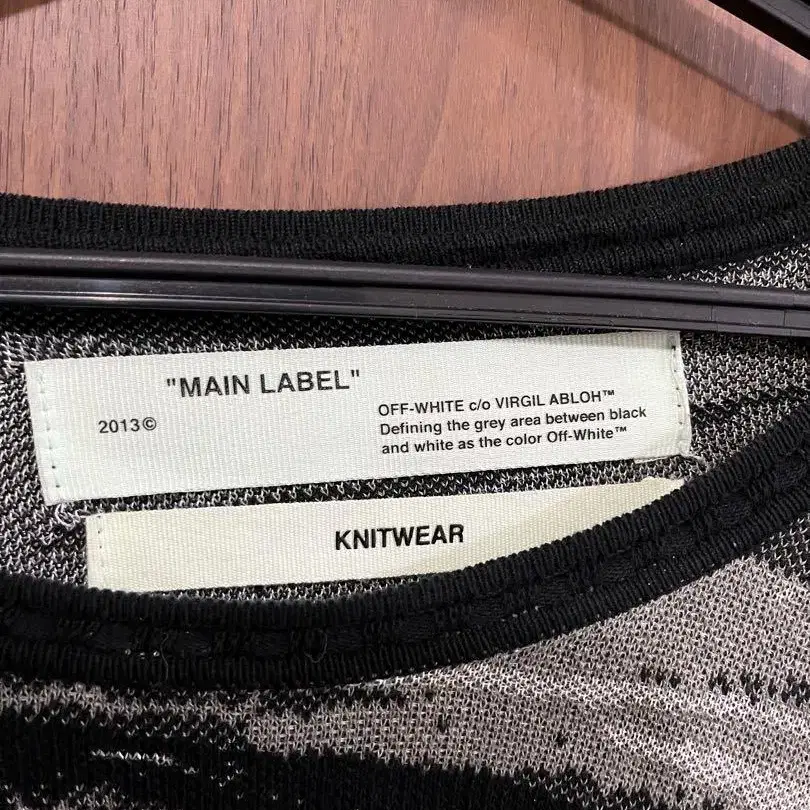 "MAIN LABEL"
2013©
OFF-WHITE c/o VIRGIL ABLOH™
Defining the grey area between black
and white as the color Off-White™
KNITWEAR